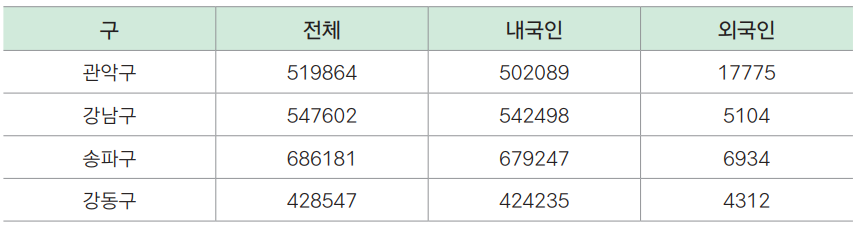 구 전체 내국인 외국인
관악구 519864 502089 17775
강남구 547602 542498 5104
송파구 686181 679247 6934
강동구 428547 424235 4312